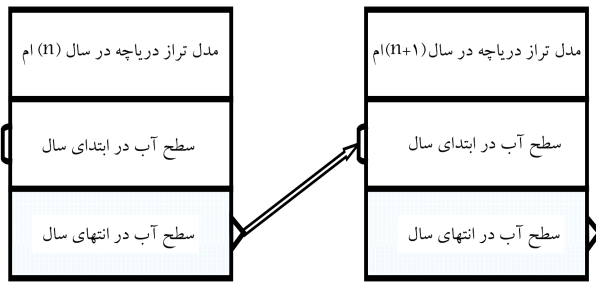 مدل تراز دریاچه در سال (n) ام
سطح آب در ابتدای سال
سطح آب در انتهای سال
مدل تراز دریاچه در سال (n+۱)ام
سطح آب در ابتدای سال
سطح آب در انتهای سال